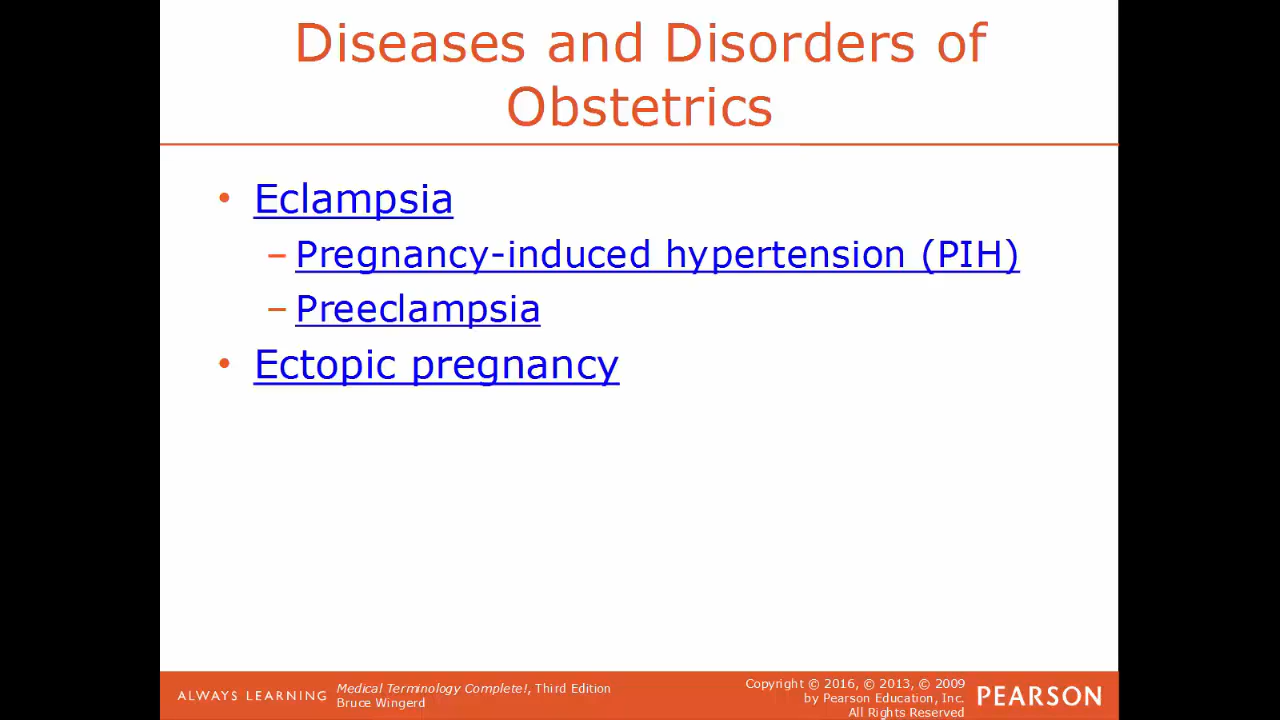 Diseases and Disorders of
Obstetrics
• Eclampsia
– Pregnancy-induced hypertension (PIH)
– Preeclampsia
• Ectopic pregnancy
ALWAYS LEARNING
Medical Terminology Complete!, Third Edition
Bruce Wingerd
Copyright © 2016, © 2013, © 2009
by Pearson Education, Inc.
All Rights Reserved
PEARSON